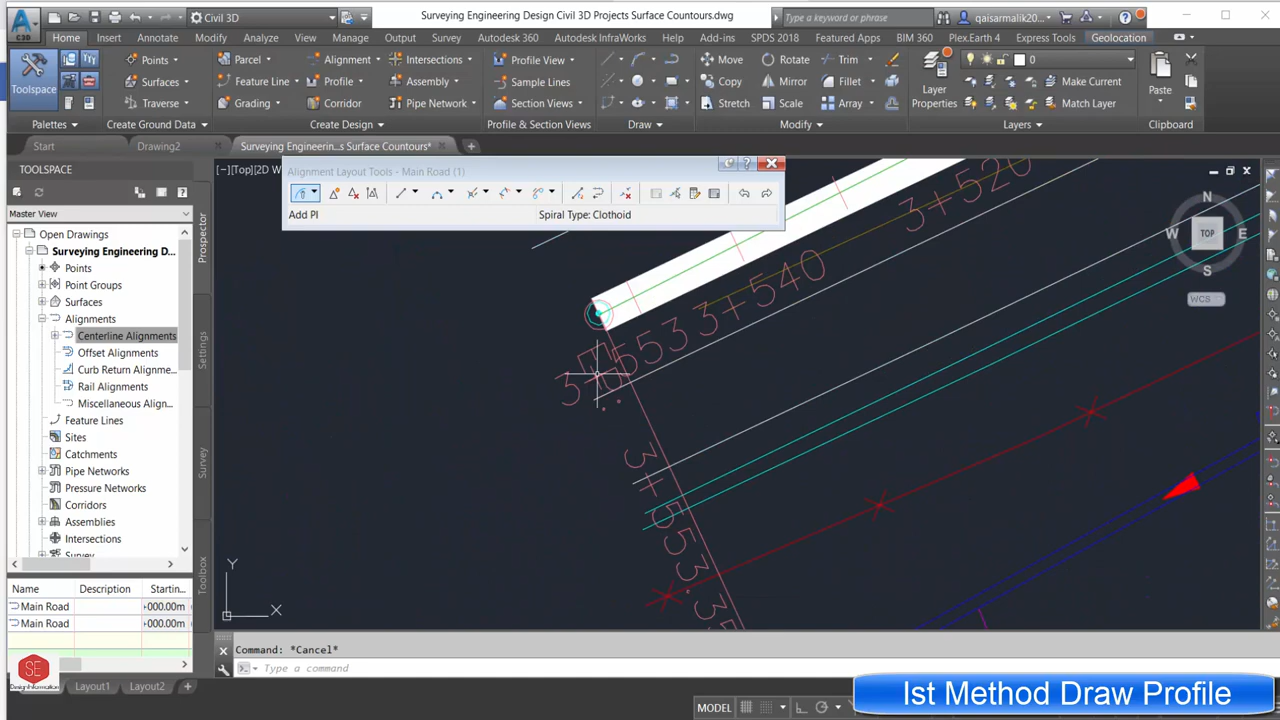 Civil 3D
Surveying Engineering Design Civil 3D Projects Surface Countours.dwg
Type a keyword or phrase
qaisarmalik20...
Home Insert Annotate Modify Analyze View Manage Output Survey Autodesk 360 Autodesk InfraWorks Help Add-ins SPDS 2018 Featured Apps BIM 360 Plex.Earth 4 Express Tools Geolocation
Toolspace
Points
Surfaces
Traverse
Parcel
Feature Line
Grading
Alignment
Profile
Corridor
Intersections
Assembly
Pipe Network
Profile View
Sample Lines
Section Views
Move
Copy
Stretch
Rotate
Mirror
Scale
Trim
Fillet
Array
Layer
Properties
0
Make Current
Match Layer
Paste
Palettes
Create Ground Data
Create Design
Profile & Section Views
Draw
Modify
Layers
Clipboard
Start
Drawing2
Surveying Engineerin...s Surface Countours*
TOOLSPACE
Master View
Open Drawings
Surveying Engineering D...
Points
Point Groups
Surfaces
Alignments
Centerline Alignments
Offset Alignments
Curb Return Alignme...
Rail Alignments
Miscellaneous Align...
Feature Lines
Sites
Catchments
Pipe Networks
Pressure Networks
Corridors
Assemblies
Intersections
Survey
Prospector
Settings
Survey
Toolbox
Name Description Startin...
Main Road 000.00m
Main Road 000.00m
[-][Top][2D W
Alignment Layout Tools - Main Road (1)
Add PI
Spiral Type: Clothoid
3+520
3+540
3+553.3
N
W TOP E
S
WCS
Y
X
Command: *Cancel*
Type a command
SE
Design Information
Layout1
Layout2
MODEL
Ist Method Draw Profile